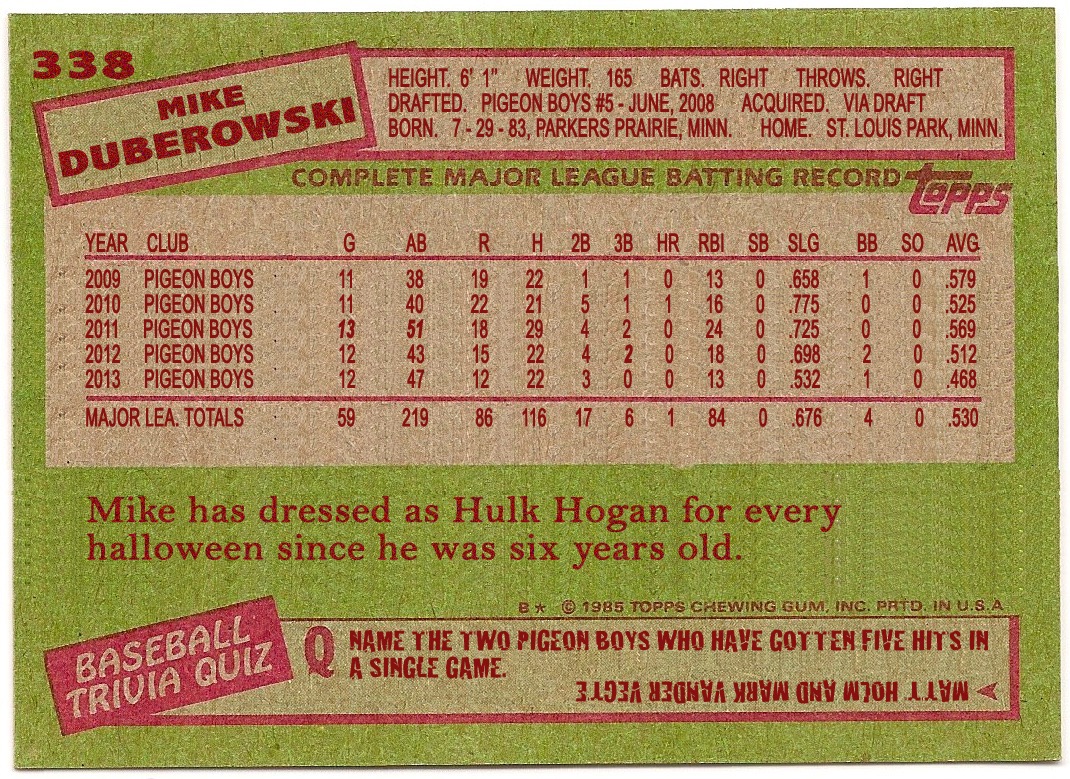 338
MIKE
DUBEROWSKI
HEIGHT. 6' 1" WEIGHT. 165 BATS. RIGHT THROWS. RIGHT
DRAFTED. PIGEON BOYS #5 - JUNE, 2008 ACQUIRED. VIA DRAFT
BORN. 7 - 29 - 83, PARKERS PRAIRIE, MINN. HOME. ST. LOUIS PARK, MINN.
COMPLETE MAJOR LEAGUE BATTING RECORD topps
YEAR CLUB G AB R H 2B 3B HR RBI SB SLG BB SO AVG.
2009 PIGEON BOYS 11 38 19 22 1 1 0 13 0 .658 1 0 .579
2010 PIGEON BOYS 11 40 22 21 5 1 1 16 0 .775 0 0 .525
2011 PIGEON BOYS 13 51 18 29 4 2 0 24 0 .725 0 0 .569
2012 PIGEON BOYS 12 43 15 22 4 2 0 18 0 .698 2 0 .512
2013 PIGEON BOYS 12 47 12 22 3 0 0 13 0 .532 1 0 .468
MAJOR LEA. TOTALS 59 219 86 116 17 6 1 84 0 .676 4 0 .530
Mike has dressed as Hulk Hogan for every
halloween since he was six years old.
B★ © 1985 TOPPS CHEWING GUM, INC. PRTD. IN U.S.A
BASEBALL
TRIVIA QUIZ
Q NAME THE TWO PIGEON BOYS WHO HAVE GOTTEN FIVE HITS IN
A SINGLE GAME.
MATT HOLM AND MARK VANDER VEGTE